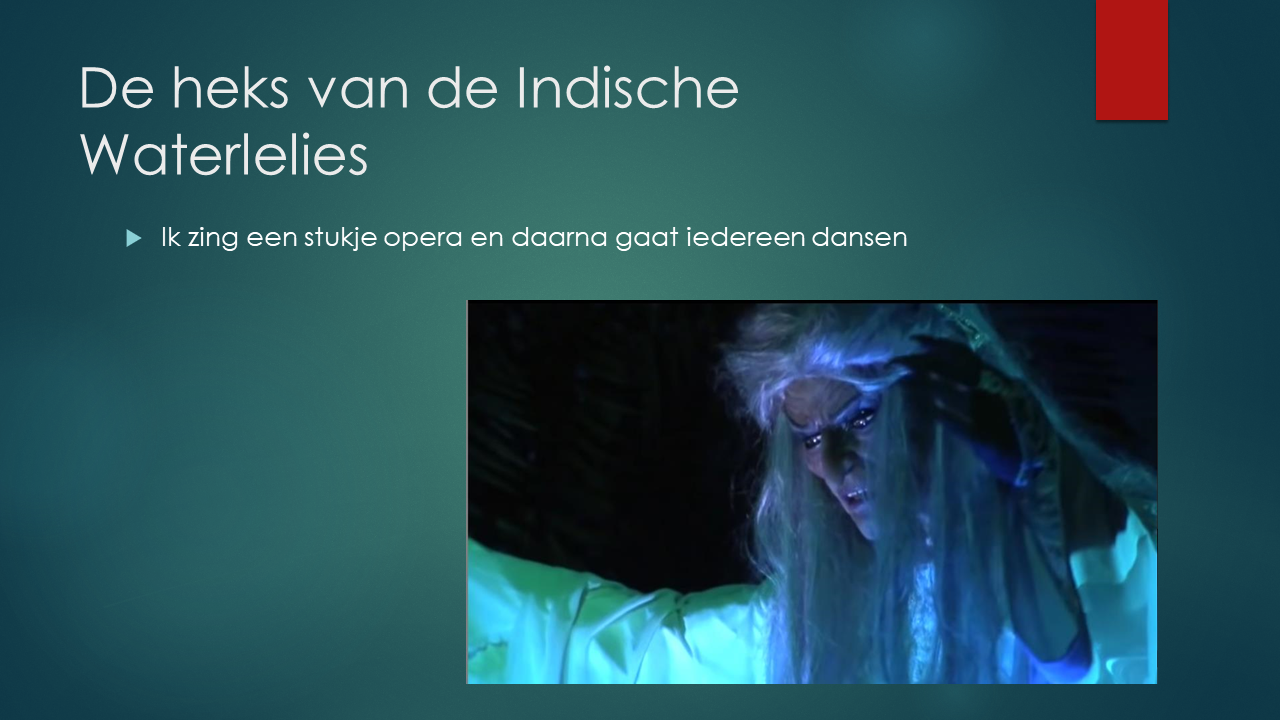 De heks van de Indische
Waterlelies
Ik zing een stukje opera en daarna gaat iedereen dansen